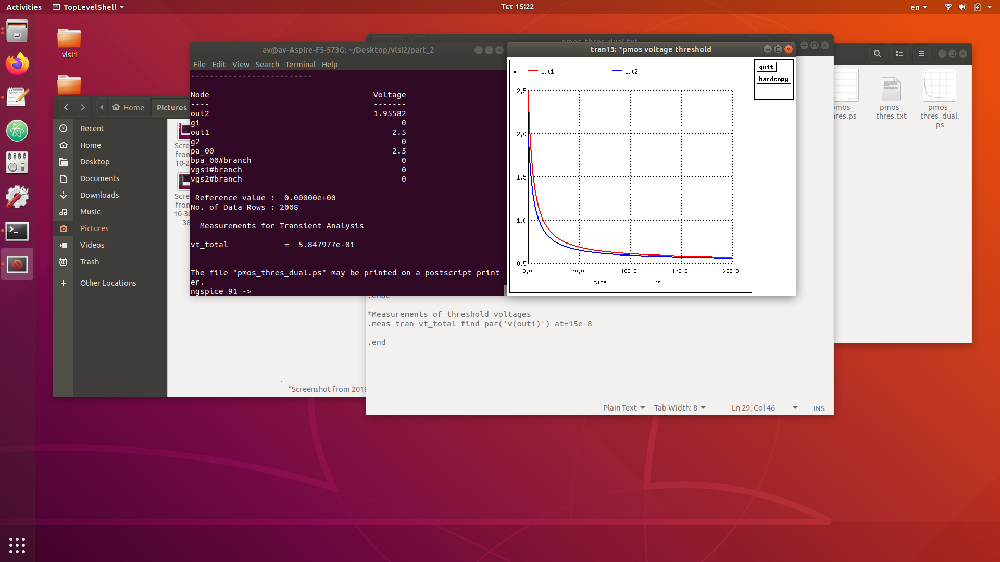 Activities
TopLevelShell
Τετ 15:22
en
vlsi1
Home
Pictures
Recent
Home
Desktop
Documents
Downloads
Music
Pictures
Videos
Trash
Other Locations
Scre
from
10-2
Scre
from
10-30
38
"Screenshot from 2019
av@av-Aspire-F5-573G: ~/Desktop/vlsi2/part_2
File Edit View Search Terminal Help
--------------------------
Node Voltage
---- -------
out2 1.95582
g1 0
out1 2.5
g2 0
pa_00 2.5
bpa_00#branch 0
vgs1#branch 0
vgs2#branch 0
Reference value : 0.00000e+00
No. of Data Rows : 2008
Measurements for Transient Analysis
vt_total = 5.847977e-01
The file "pmos_thres_dual.ps" may be printed on a postscript print
er.
ngspice 91 ->
pmos_thres_dual.txt
tran13: *pmos voltage threshold
V out1 out2
quit
hardcopy
2.5
2.0
1.5
1.0
0.5
0.0 50.0 100.0 150.0 200.0
time ns
.endc
*Measurements of threshold voltages
.meas tran vt_total find par('v(out1)') at=15e-8
.end
Plain Text Tab Width: 8 Ln 29, Col 46 INS
pmos_
thres.txt
pmos_
thres_dual.
ps